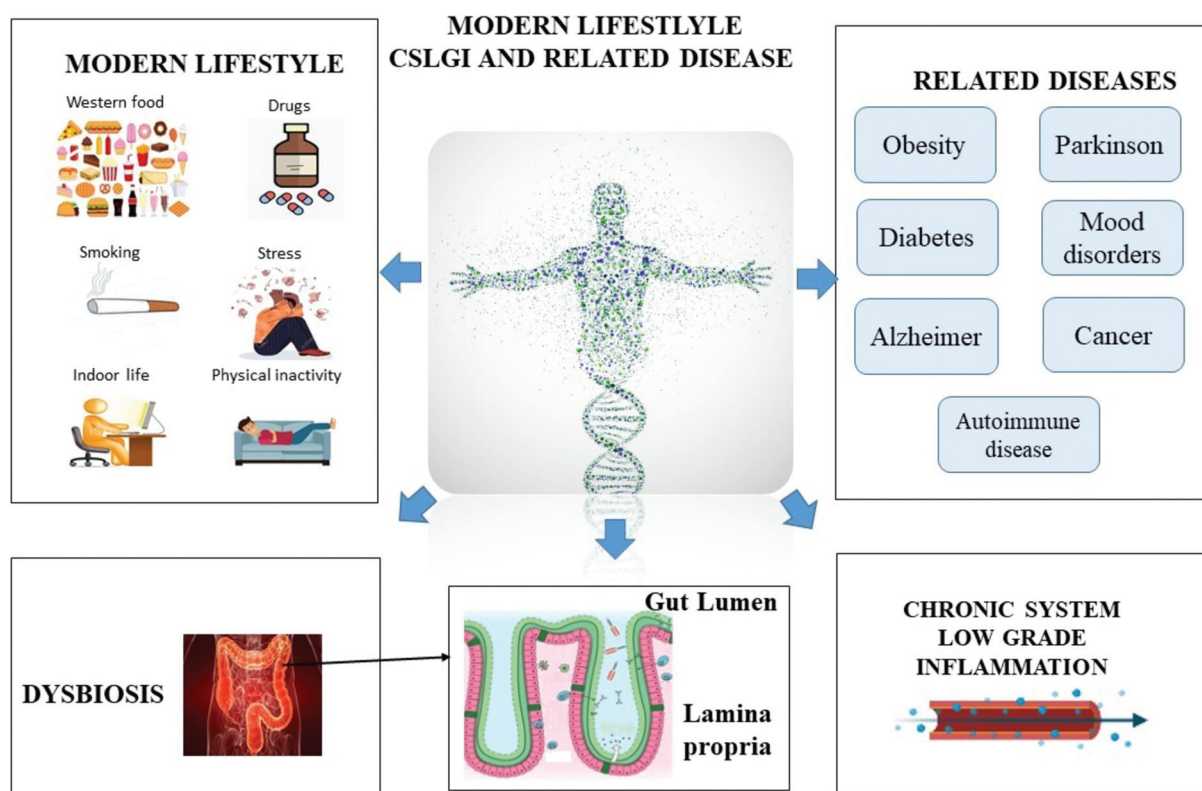 MODERN LIFESTLYLE
CSLGI AND RELATED DISEASE
MODERN LIFESTYLE
Western food
Drugs
Smoking
Stress
Indoor life
Physical inactivity
RELATED DISEASES
Obesity
Parkinson
Diabetes
Mood
disorders
Alzheimer
Cancer
Autoimmune
disease
DYSBIOSIS
Gut Lumen
Lamina
propria
CHRONIC SYSTEM
LOW GRADE
INFLAMMATION